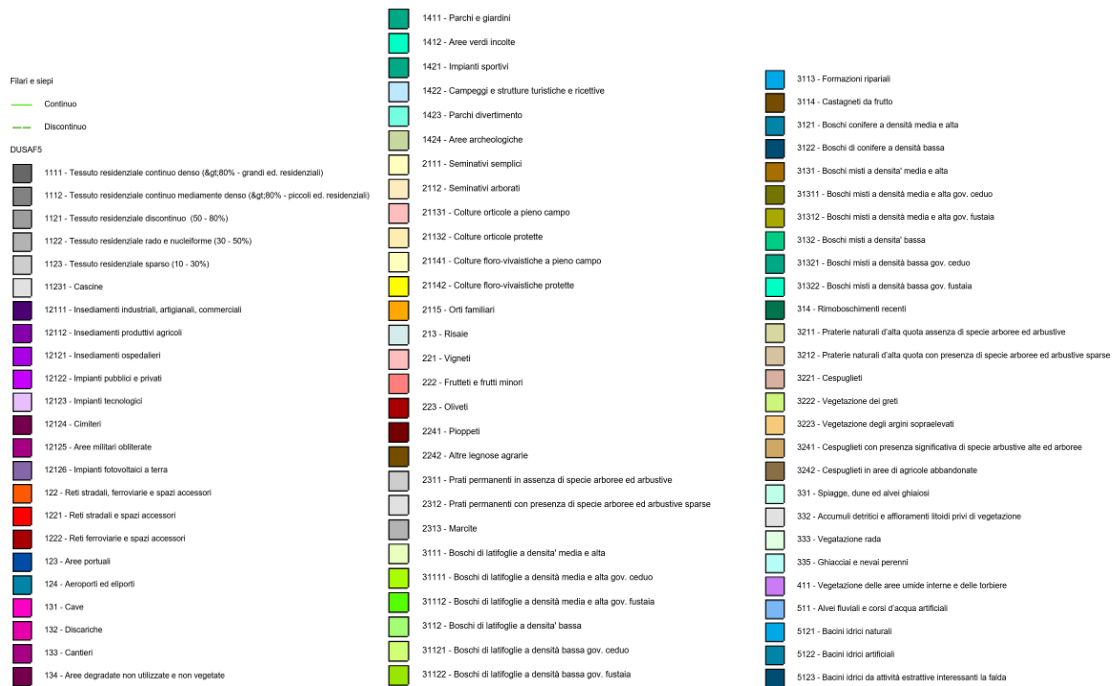 Filari e siepi
Continuo
Discontinuo
DUSAF5
1111 - Tessuto residenziale continuo denso (&gt;80% - grandi ed. residenziali)
1112 - Tessuto residenziale continuo mediamente denso (&gt;80% - piccoli ed. residenziali)
1121 - Tessuto residenziale discontinuo (50 - 80%)
1122 - Tessuto residenziale rado e nucleiforme (30 - 50%)
1123 - Tessuto residenziale sparso (10 - 30%)
11231 - Cascine
12111 - Insediamenti industriali, artigianali, commerciali
12112 - Insediamenti produttivi agricoli
12121 - Insediamenti ospedalieri
12122 - Impianti pubblici e privati
12123 - Impianti tecnologici
12124 - Cimiteri
12125 - Aree militari obliterate
12126 - Impianti fotovoltaici a terra
122 - Reti stradali, ferroviarie e spazi accessori
1221 - Reti stradali e spazi accessori
1222 - Reti ferroviarie e spazi accessori
123 - Aree portuali
124 - Aeroporti ed eliporti
131 - Cave
132 - Discariche
133 - Cantieri
134 - Aree degradate non utilizzate e non vegetate
1411 - Parchi e giardini
1412 - Aree verdi incolte
1421 - Impianti sportivi
1422 - Campeggi e strutture turistiche e ricettive
1423 - Parchi divertimento
1424 - Aree archeologiche
2111 - Seminativi semplici
2112 - Seminativi arborati
21131 - Colture orticole a pieno campo
21132 - Colture orticole protette
21141 - Colture floro-vivaistiche a pieno campo
21142 - Colture floro-vivaistiche protette
2115 - Orti familiari
213 - Risaie
221 - Vigneti
222 - Frutteti e frutti minori
223 - Oliveti
2241 - Pioppeti
2242 - Altre legnose agrarie
2311 - Prati permanenti in assenza di specie arboree ed arbustive
2312 - Prati permanenti con presenza di specie arboree ed arbustive sparse
2313 - Marcite
3111 - Boschi di latifoglie a densita' media e alta
31111 - Boschi di latifoglie a densità media e alta gov. ceduo
31112 - Boschi di latifoglie a densità media e alta gov. fustaia
3112 - Boschi di latifoglie a densita' bassa
31121 - Boschi di latifoglie a densità bassa gov. ceduo
31122 - Boschi di latifoglie a densità bassa gov. fustaia
3113 - Formazioni ripariali
3114 - Castagneti da frutto
3121 - Boschi conifere a densità media e alta
3122 - Boschi di conifere a densità bassa
3131 - Boschi misti a densita' media e alta
31311 - Boschi misti a densità media e alta gov. ceduo
31312 - Boschi misti a densità media e alta gov. fustaia
3132 - Boschi misti a densita' bassa
31321 - Boschi misti a densità bassa gov. ceduo
31322 - Boschi misti a densità bassa gov. fustaia
314 - Rimoboschimenti recenti
3211 - Praterie naturali d'alta quota assenza di specie arboree ed arbustive
3212 - Praterie naturali d'alta quota con presenza di specie arboree ed arbustive sparse
3221 - Cespuglieti
3222 - Vegetazione dei greti
3223 - Vegetazione degli argini sopraelevati
3241 - Cespuglieti con presenza significativa di specie arbustive alte ed arboree
3242 - Cespuglieti in aree di agricole abbandonate
331 - Spiagge, dune ed alvei ghiaiosi
332 - Accumuli detritici e affioramenti litoidi privi di vegetazione
333 - Vegatazione rada
335 - Ghiacciai e nevai perenni
411 - Vegetazione delle aree umide interne e delle torbiere
511 - Alvei fluviali e corsi d'acqua artificiali
5121 - Bacini idrici naturali
5122 - Bacini idrici artificiali
5123 - Bacini idrici da attività estrattive interessanti la falda